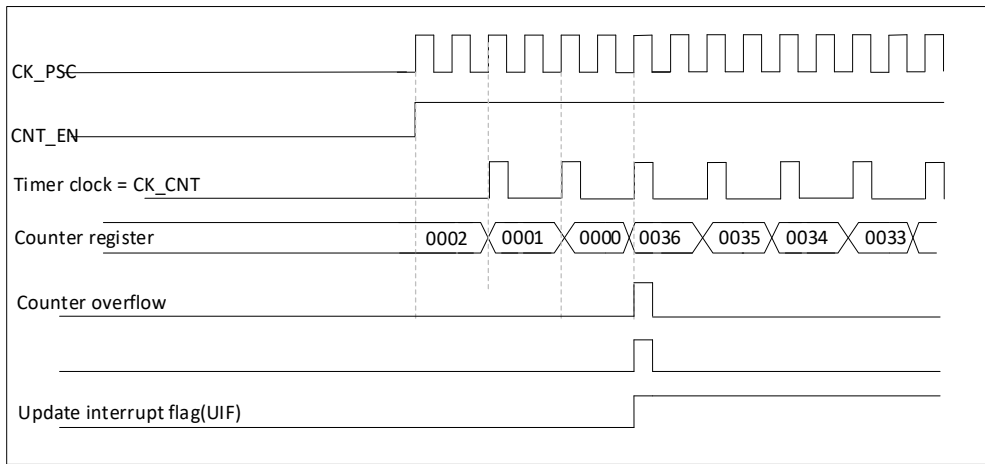 CK_PSC
CNT_EN
Timer clock = CK_CNT
Counter register 0002 0001 0000 0036 0035 0034 0033
Counter overflow
Update interrupt flag(UIF)